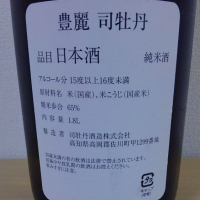 豊麗 司牡丹
品目 日本酒 純米酒
アルコール分 15度以上16度未満
原材料名 米(国産)、米こうじ(国産米)
精米歩合 65%
内容量 1.8L
製造者 司牡丹酒造株式会社
高知県高岡郡佐川町甲1299番地